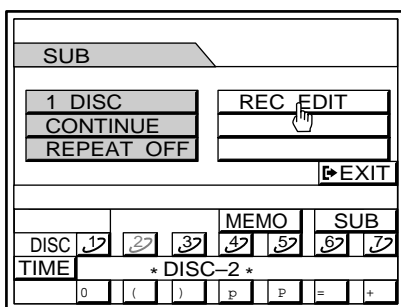 SUB
1 DISC REC EDIT
CONTINUE
REPEAT OFF
EXIT
MEMO SUB
DISC 1 2 3 4 5 6 7
TIME * DISC–2 *
0 ( ) p P = +